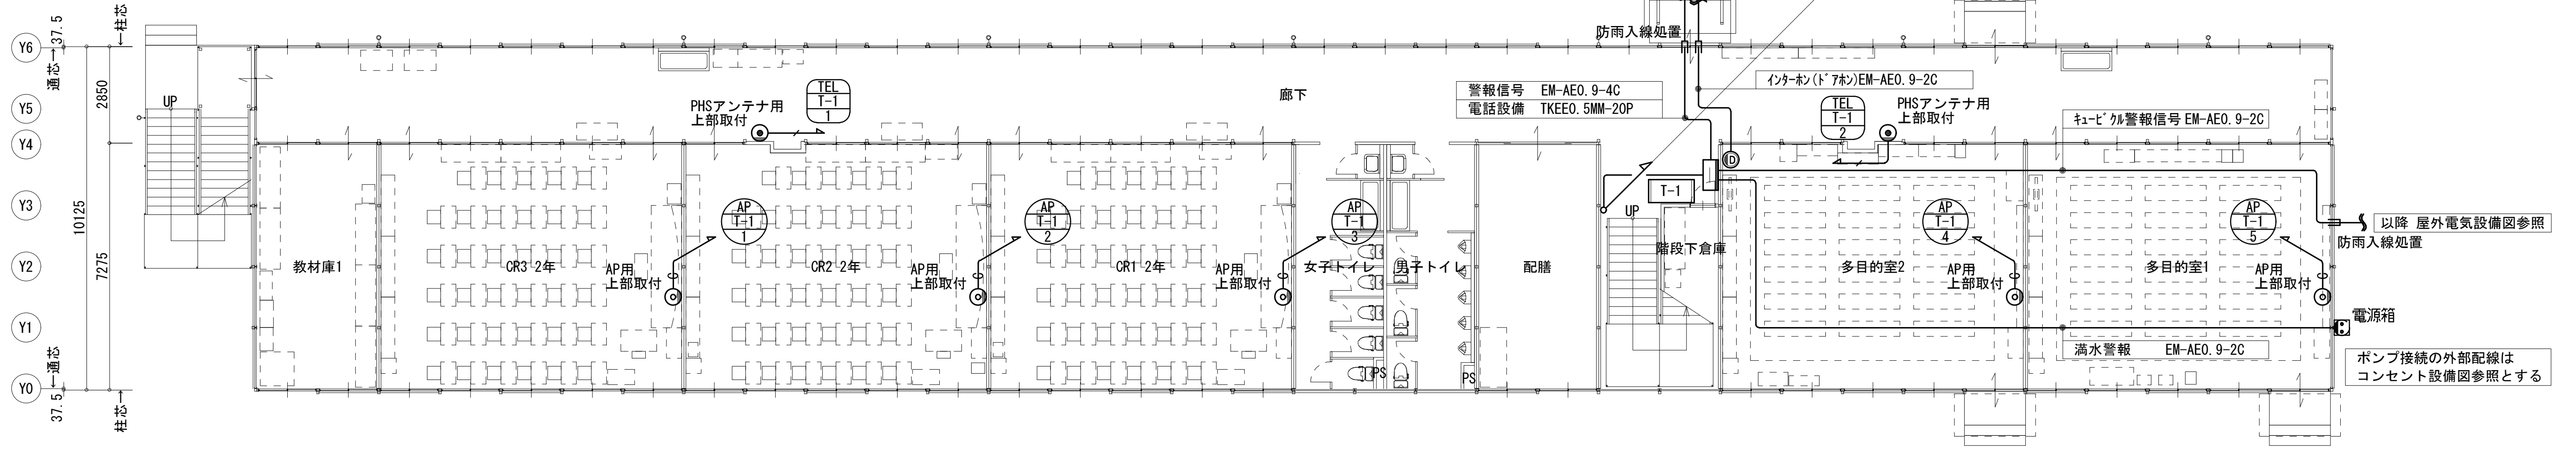 柱芯
37.5
Y6
通芯
2850
Y5
Y4
Y3
10125
7275
Y2
Y1
Y0
通芯
37.5
柱芯
UP
PHSアンテナ用
上部取付
TEL
T-1
1
廊下
防雨入線処置
警報信号 EM-AE0.9-4C
電話設備 TKEE0.5MM-20P
インターホン(ドアホン)EM-AE0.9-2C
TEL
T-1
2
PHSアンテナ用
上部取付
キュービクル警報信号 EM-AE0.9-2C
D
T-1
UP
教材庫1
CR3 2年
AP用
上部取付
AP
T-1
1
CR2 2年
AP用
上部取付
AP
T-1
2
CR1 2年
AP用
上部取付
AP
T-1
3
女子トイレ
男子トイレ
PS
PS
配膳
階段下倉庫
多目的室2
AP
T-1
4
AP用
上部取付
多目的室1
AP
T-1
5
AP用
上部取付
以降 屋外電気設備図参照
防雨入線処置
電源箱
満水警報 EM-AE0.9-2C
ポンプ接続の外部配線は
コンセント設備図参照とする